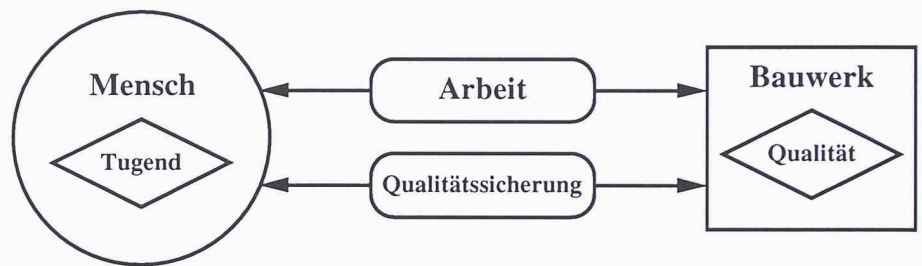 Mensch
Tugend
Arbeit
Qualitätssicherung
Bauwerk
Qualität